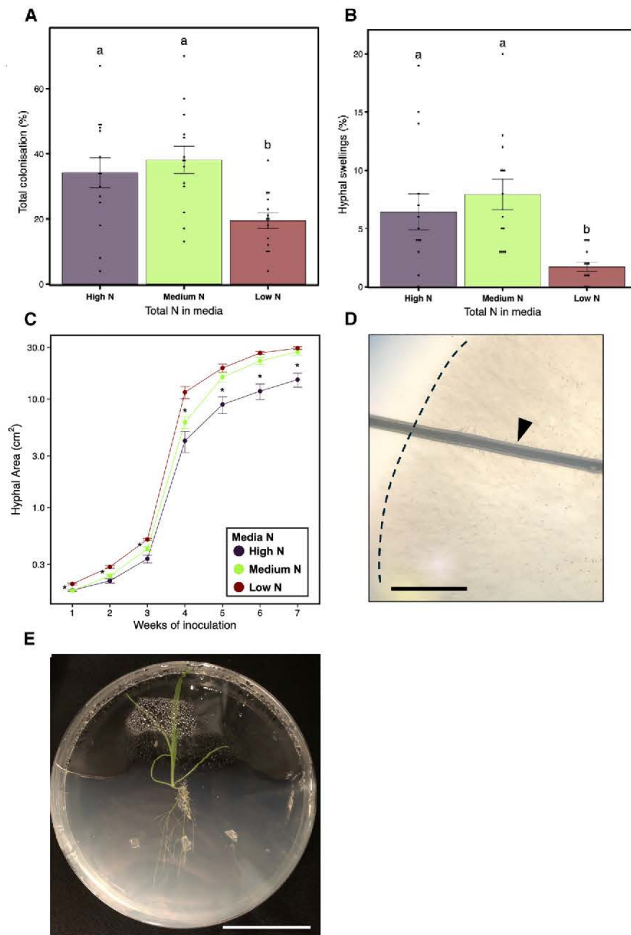 A
Total colonisation (%)
60
40
20
0
a
a
b
High N
Medium N
Low N
Total N in media
B
Hyphal swellings (%)
20
15
10
5
0
a
a
b
High N
Medium N
Low N
Total N in media
C
Hyphal Area (cm²)
30.0
10.0
3.0
1.0
0.3
* * * * * * *
Media N
High N
Medium N
Low N
1 2 3 4 5 6 7
Weeks of inoculation
D
E